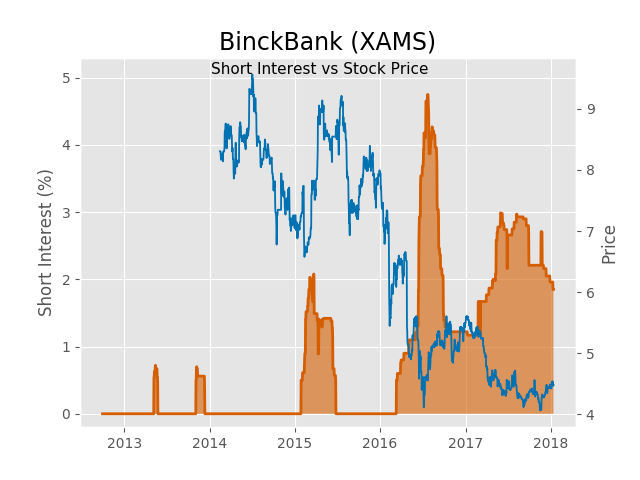 BinckBank (XAMS)
Short Interest vs Stock Price
Short Interest (%)
5
4
3
2
1
0
9
8
7
6
5
4
Price
2013 2014 2015 2016 2017 2018